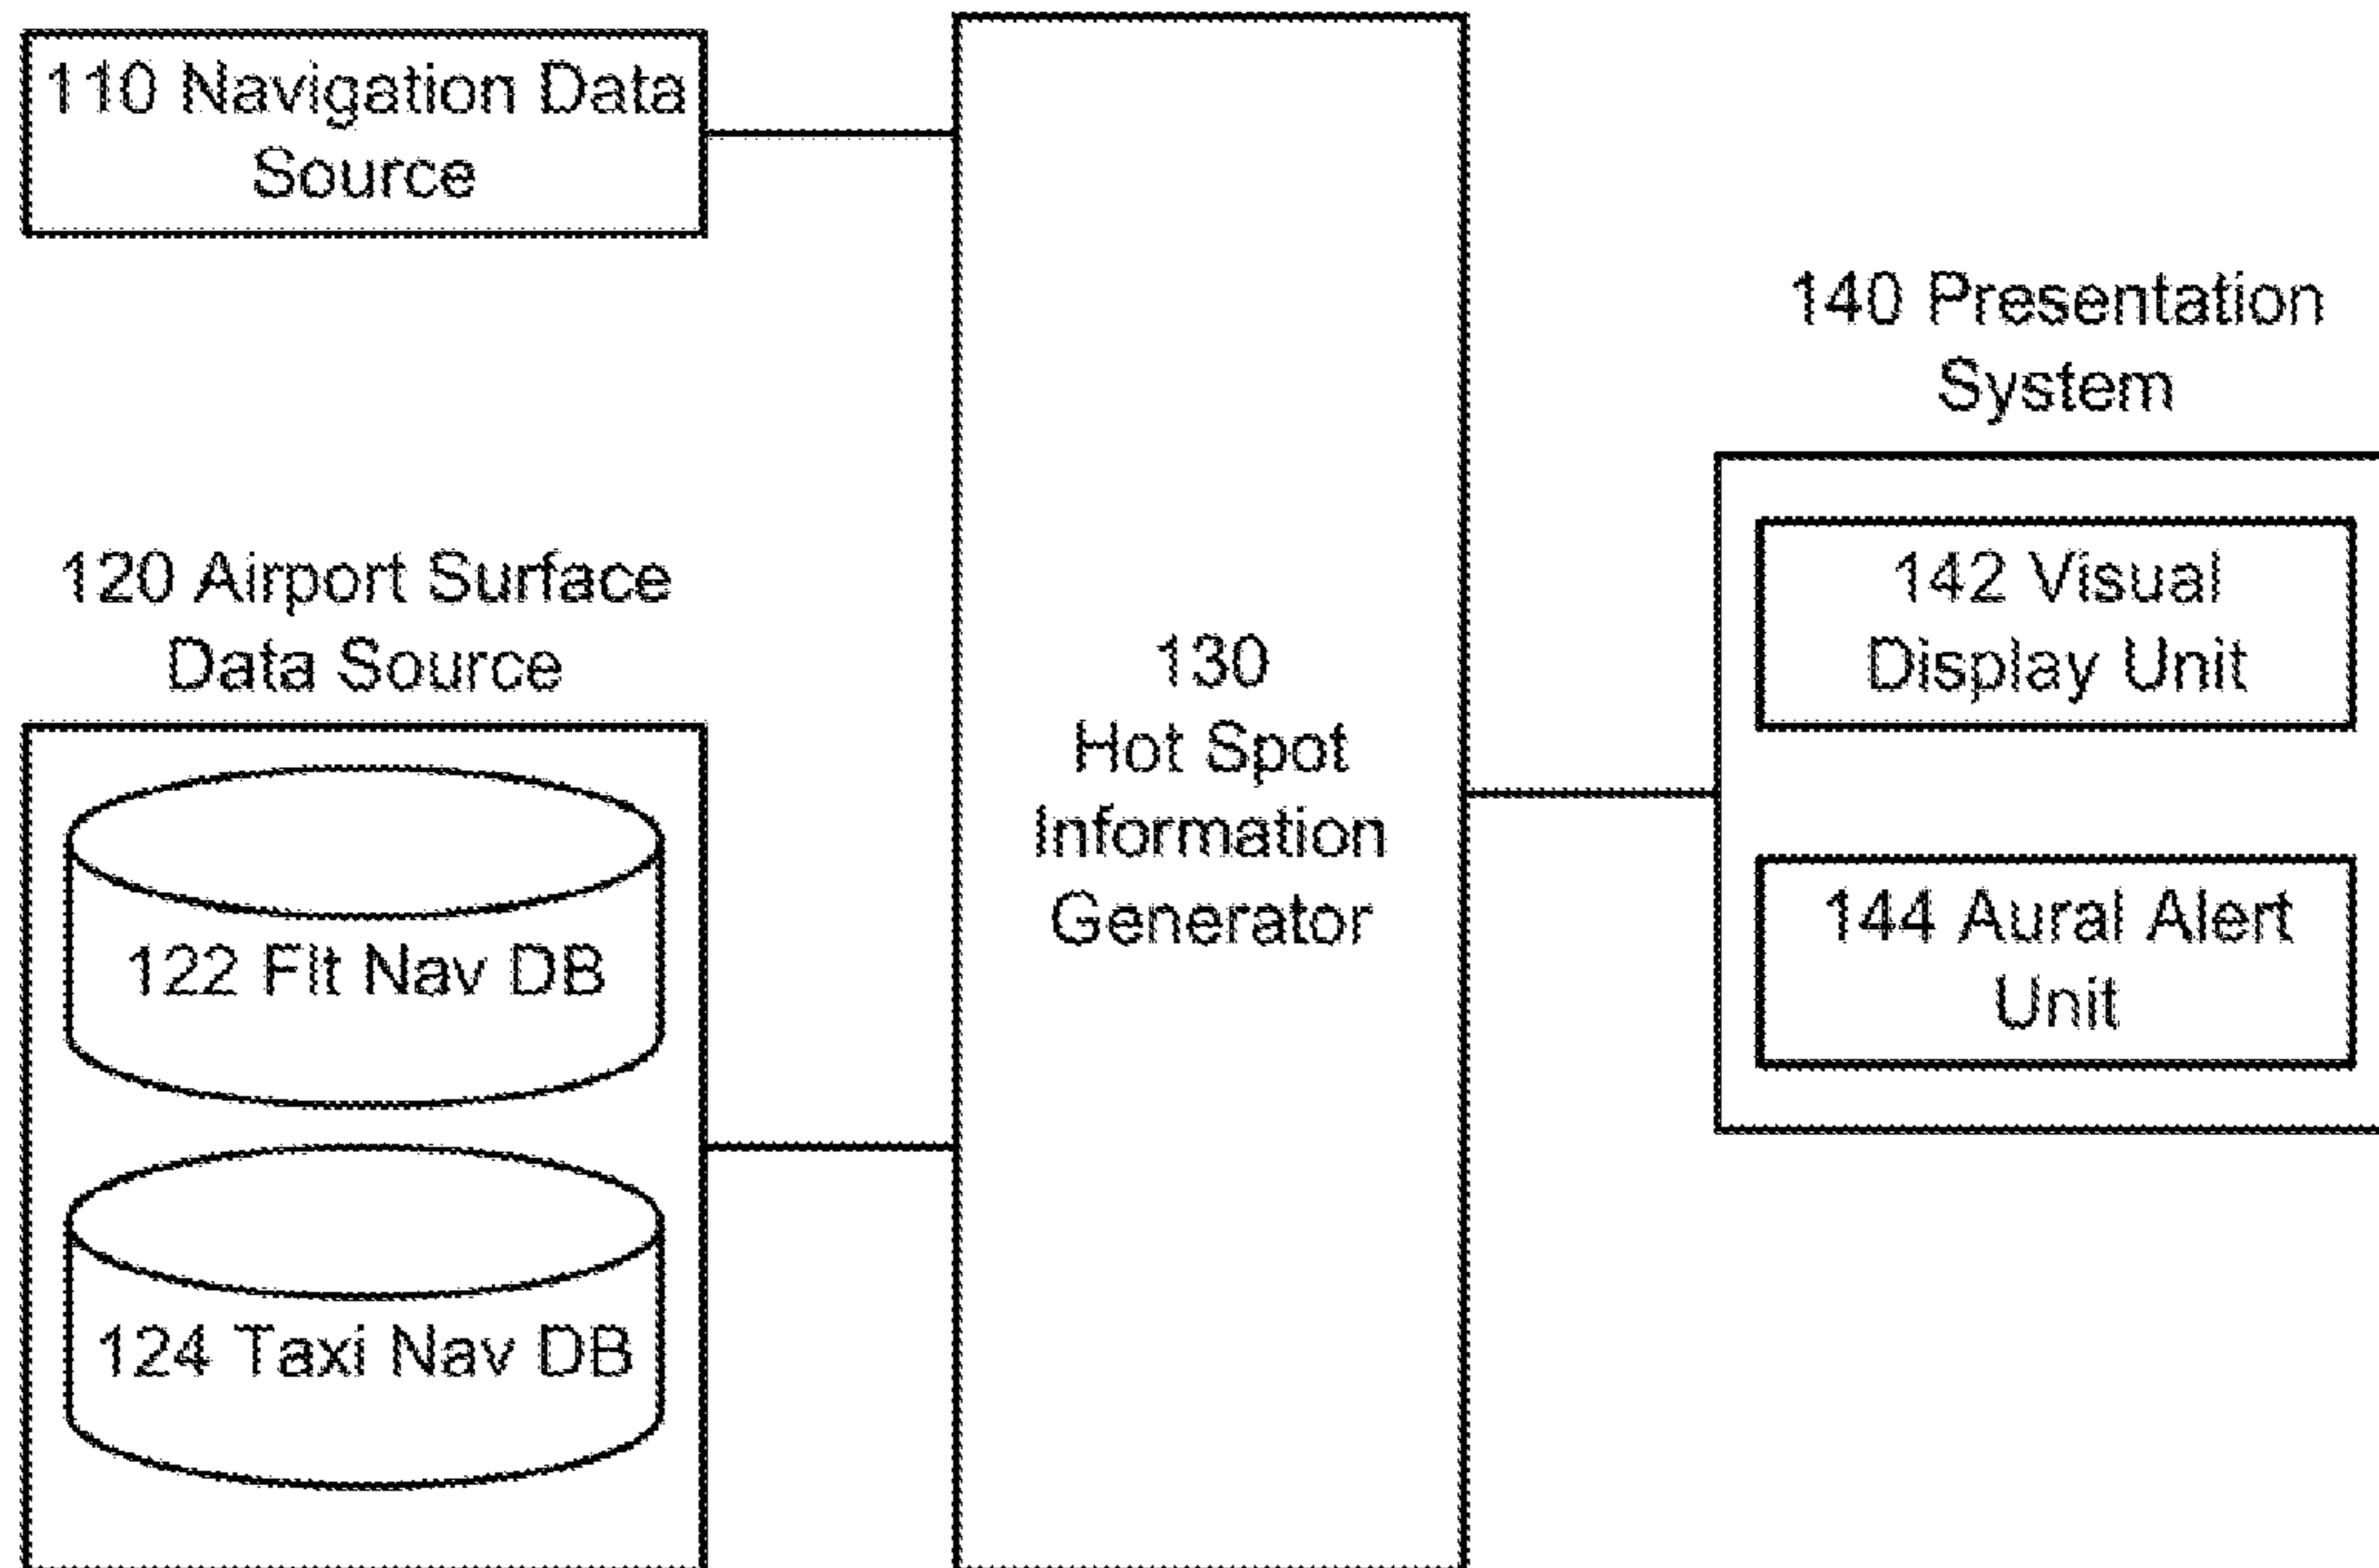 110 Navigation Data
Source
120 Airport Surface
Data Source
122 Flt Nav DB
124 Taxi Nav DB
130
Hot Spot
Information
Generator
140 Presentation
System
142 Visual
Display Unit
144 Aural Alert
Unit